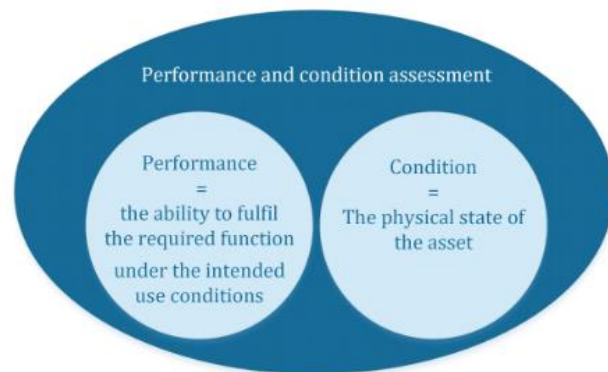 Performance and condition assessment
Performance
=
the ability to fulfil
the required function
under the intended
use conditions
Condition
=
The physical state of
the asset